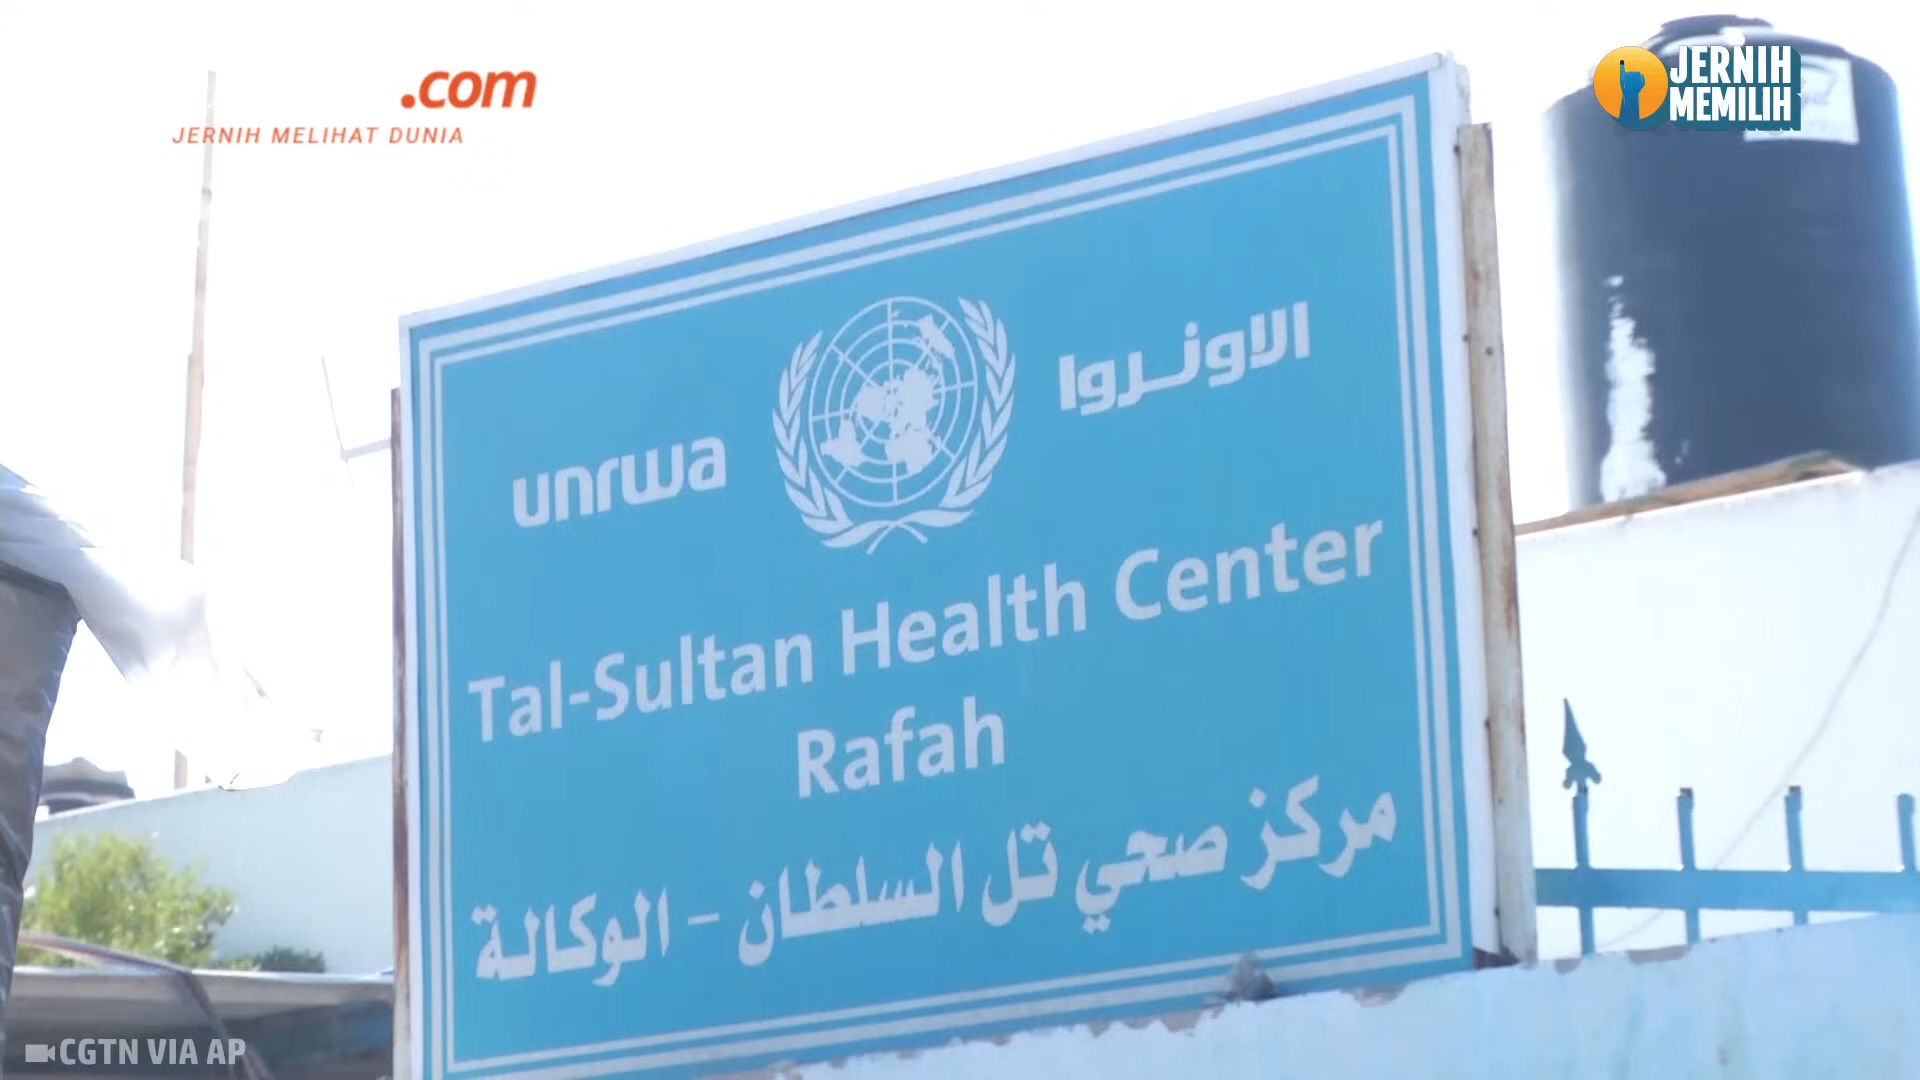 .com
JERNIH MELIHAT DUNIA
JERNIH
MEMILIH
unrwa
الاونروا
Tal-Sultan Health Center
Rafah
مركز صحي تل السلطان - الوكالة
CGTN VIA AP